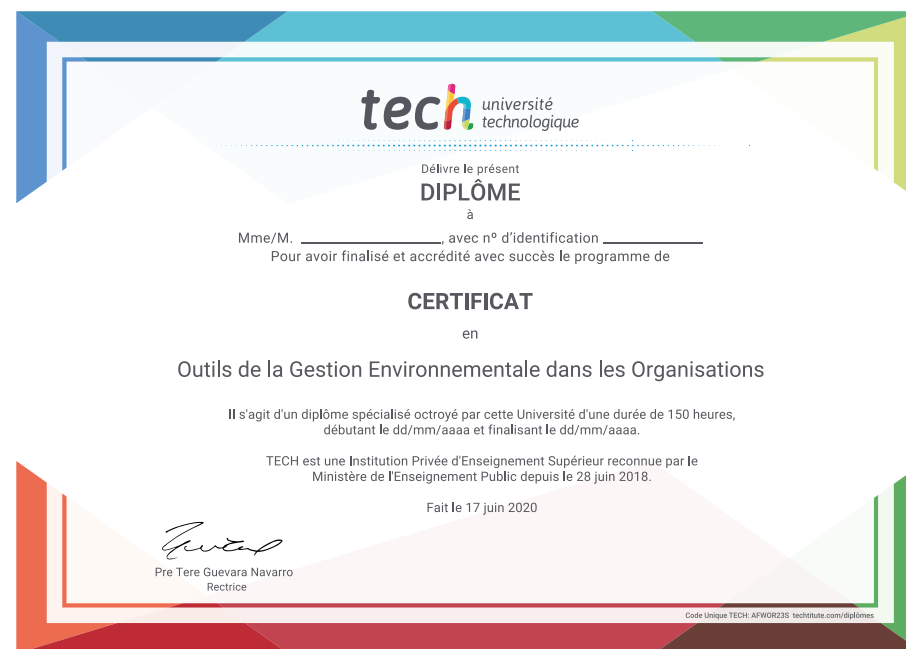 tech université
technologique
Délivre le présent
DIPLÔME
à
Mme/M. ____________________, avec nº d'identification ______________
Pour avoir finalisé et accrédité avec succès le programme de
CERTIFICAT
en
Outils de la Gestion Environnementale dans les Organisations
Il s'agit d'un diplôme spécialisé octroyé par cette Université d'une durée de 150 heures,
débutant le dd/mm/aaaa et finalisant le dd/mm/aaaa.
TECH est une Institution Privée d'Enseignement Supérieur reconnue par le
Ministère de l'Enseignement Public depuis le 28 juin 2018.
Fait le 17 juin 2020
Pre Tere Guevara Navarro
Rectrice
Code Unique TECH: AFWOR23S techtitute.com/diplômes